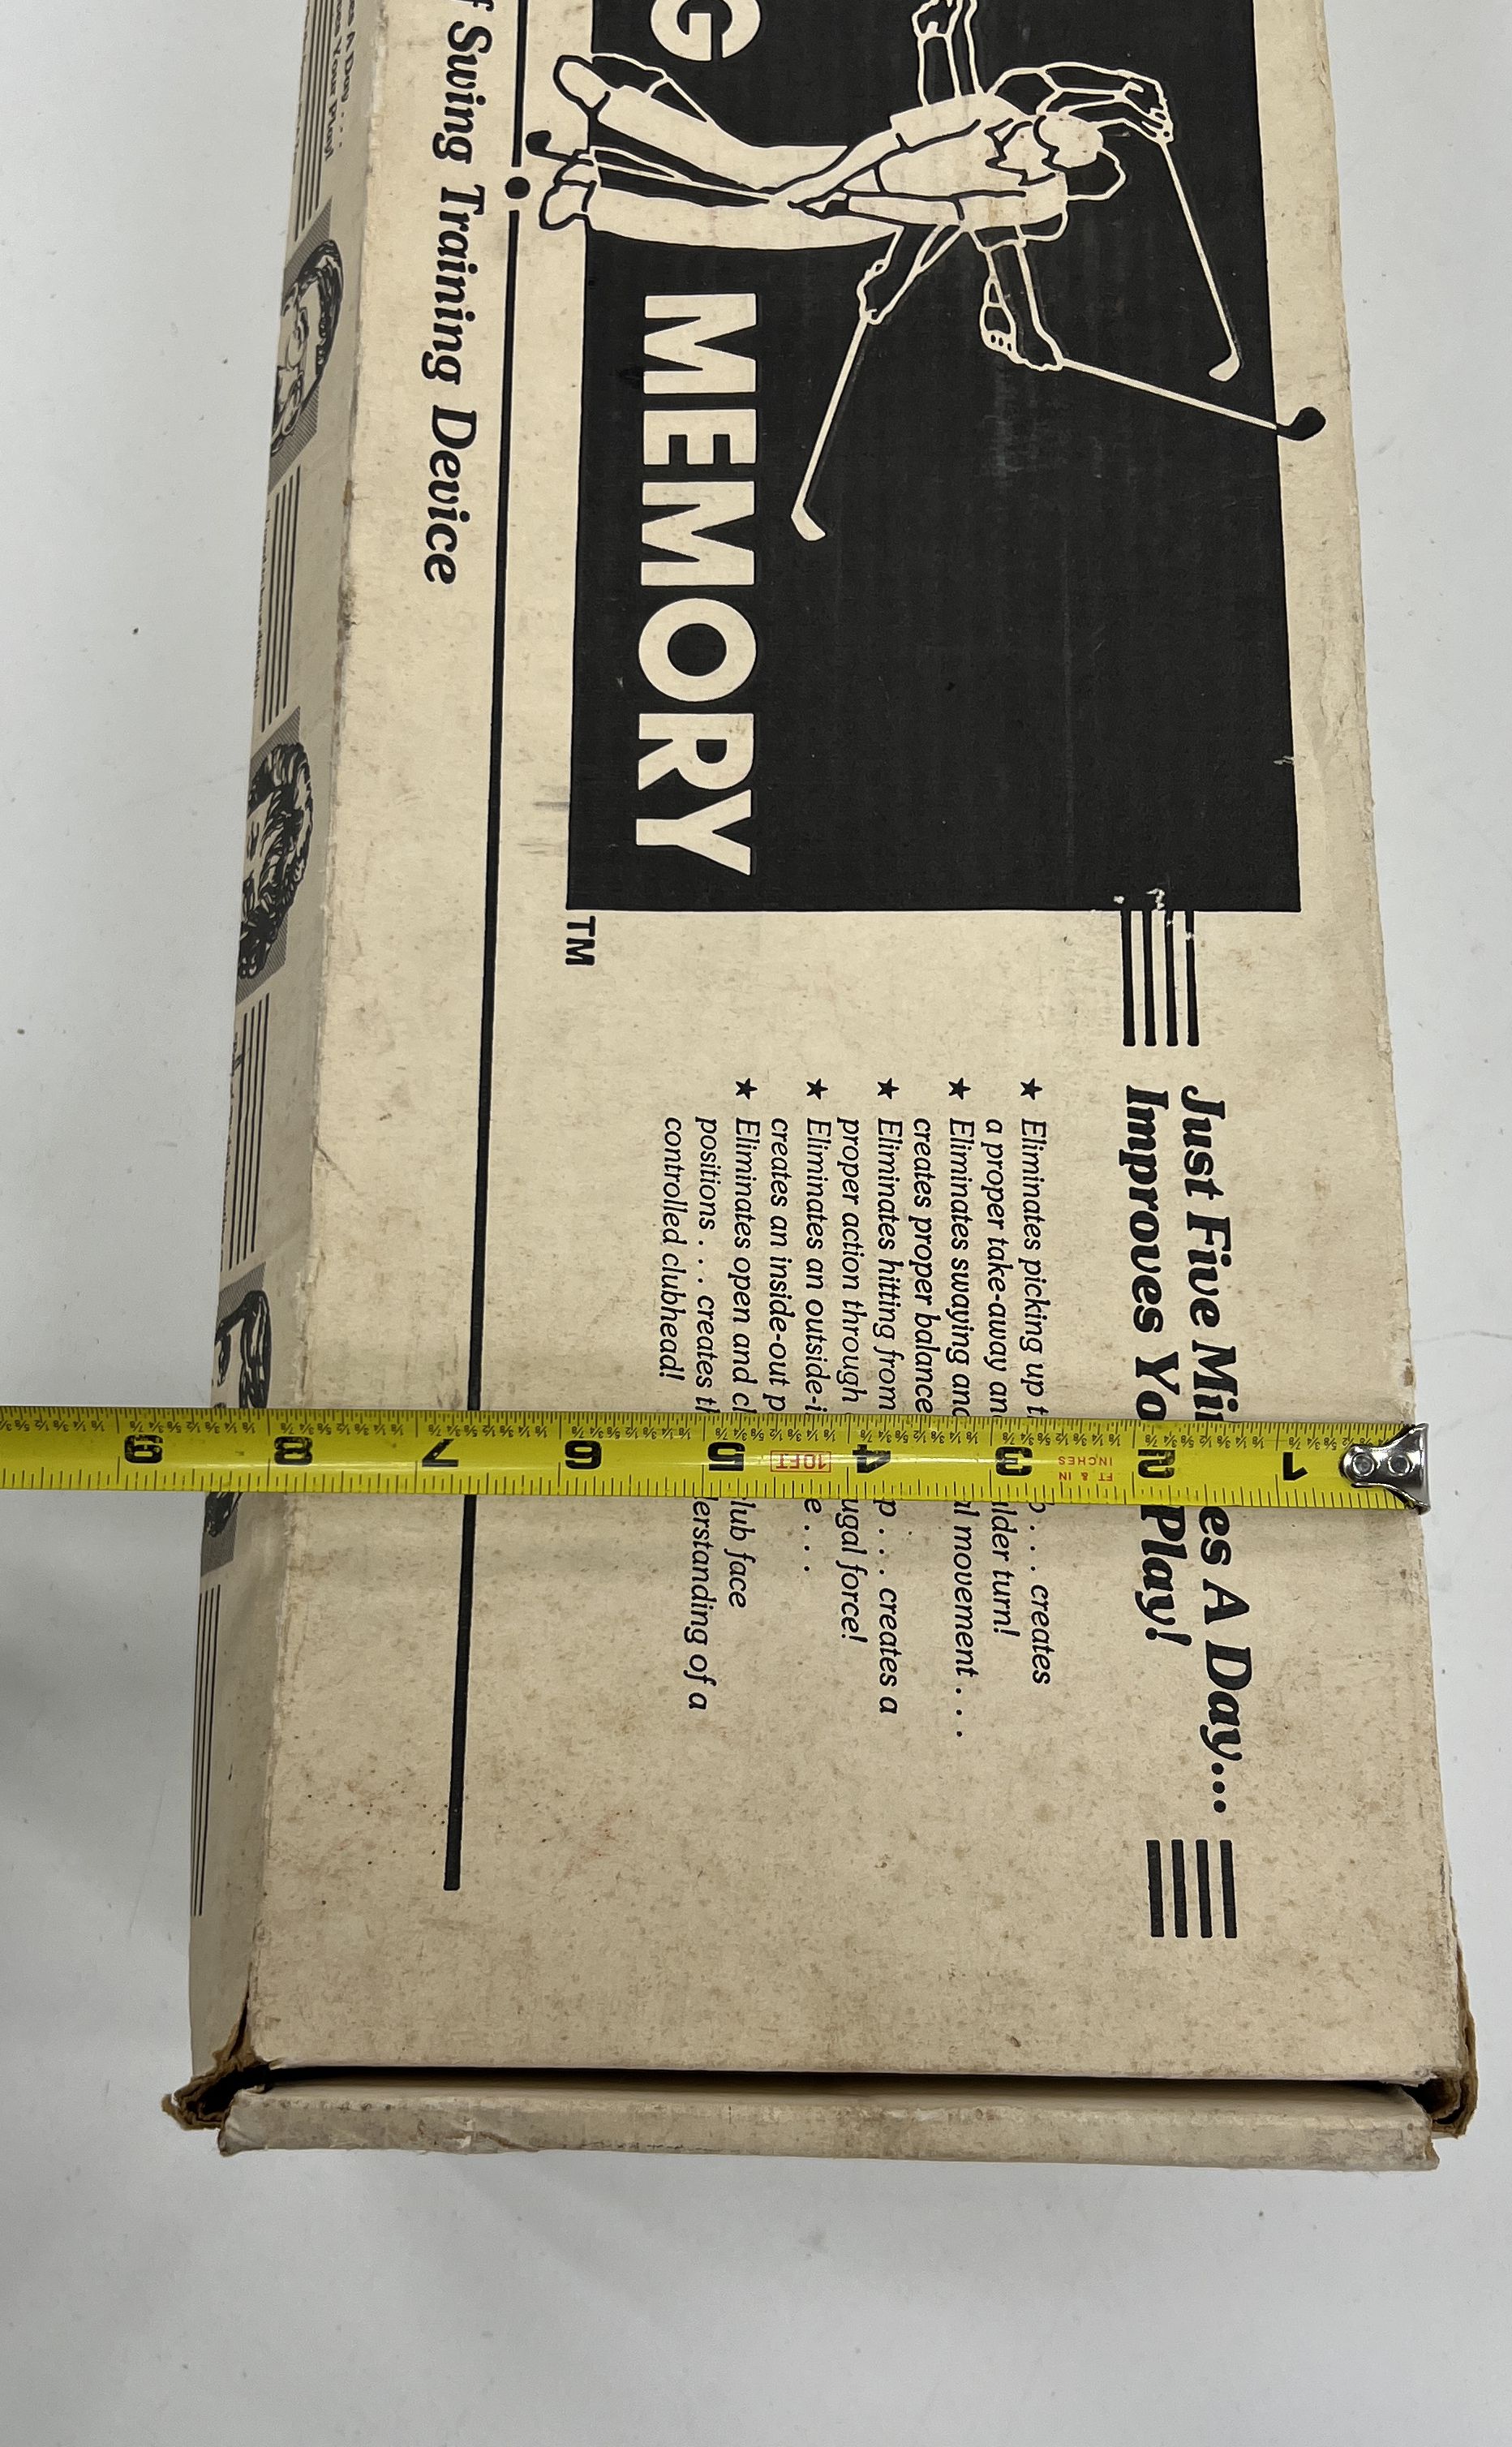 G MEMORY
TM
f Swing Training Device
Just Five Mi es A Day...
Improves Yo Play!
★ Eliminates picking up t . . . creates
a proper take-away an lder turn!
★ Eliminates swaying and al movement . . .
creates proper balance
★ Eliminates hitting from p . . . creates a
proper action through ugal force!
★ Eliminates an outside-i e . . .
creates an inside-out p
★ Eliminates open and cl lub face
positions . . . creates th erstanding of a
controlled clubhead!
1 2 3 4 5 6 7 8 9
FT & IN
INCHES
10FT